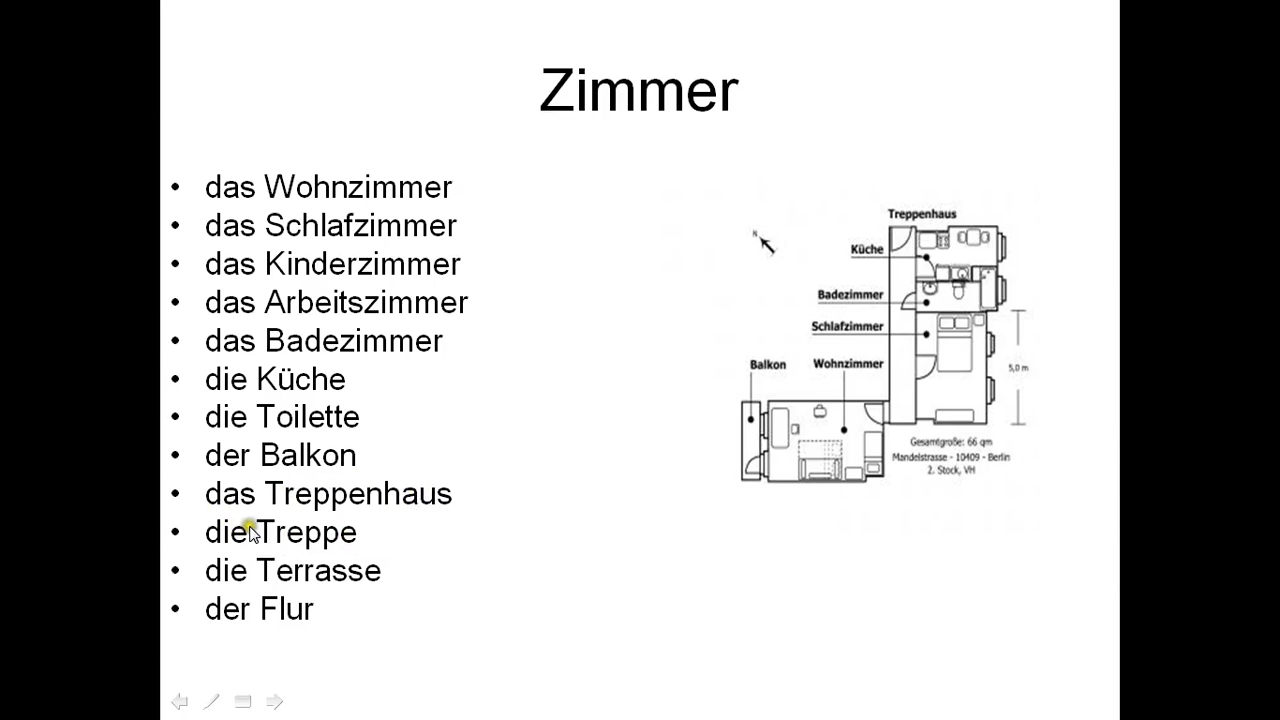 Zimmer
• das Wohnzimmer
• das Schlafzimmer
• das Kinderzimmer
• das Arbeitszimmer
• das Badezimmer
• die Küche
• die Toilette
• der Balkon
• das Treppenhaus
• die Treppe
• die Terrasse
• der Flur
N
Treppenhaus
Küche
Badezimmer
Schlafzimmer
Balkon
Wohnzimmer
5,0 m
Gesamtgroße: 66 qm
Mandelstrasse - 10409 - Berlin
2. Stock, VH